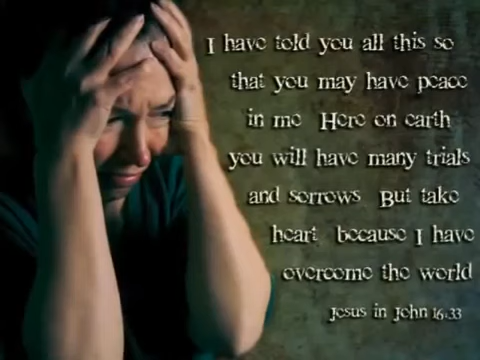 I have told you all this so
that you may have peace
in me Here on earth
you will have many trials
and sorrows But take
heart because I have
overcome the world
Jesus in John 16:33